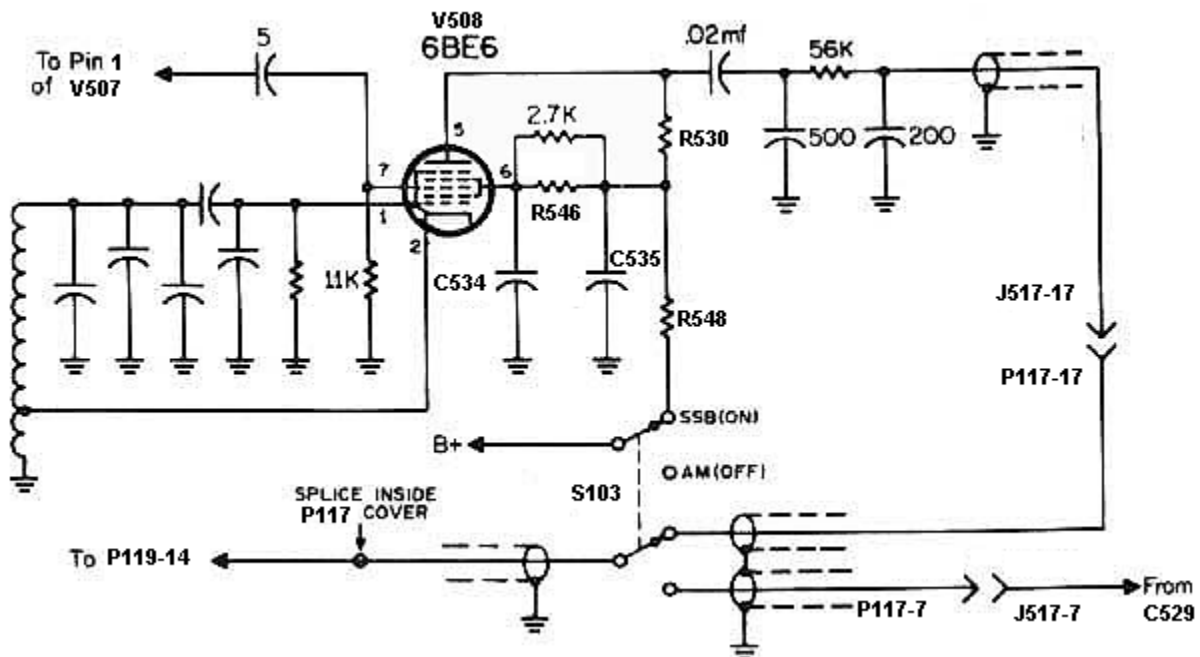 V508
6BE6
5
To Pin 1
of V507
.02mf
56K
2.7K
5
R530
500
200
7
6
1
R546
2
11K
C534
C535
J517-17
R548
P117-17
SSB(ON)
B+
AM(OFF)
S103
SPLICE INSIDE
P117 COVER
To P119-14
P117-7
J517-7
From
C529